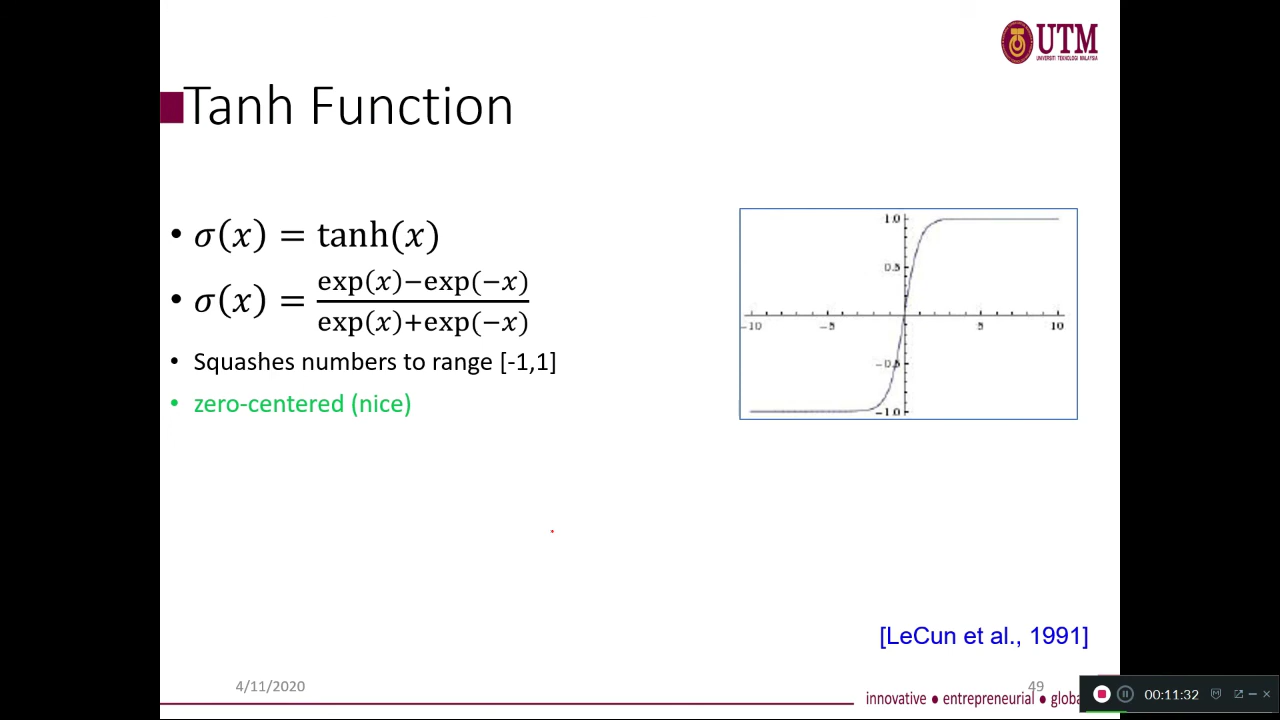 UTM
UNIVERSITI TEKNOLOGI MALAYSIA
Tanh Function
• σ(x) = tanh(x)
• σ(x) = exp(x)−exp(−x) / exp(x)+exp(−x)
• Squashes numbers to range [-1,1]
• zero-centered (nice)
1.0
0.5
−10 −5 5 10
−0.5
−1.0
[LeCun et al., 1991]
4/11/2020
49
innovative ● entrepreneurial ● globa
00:11:32